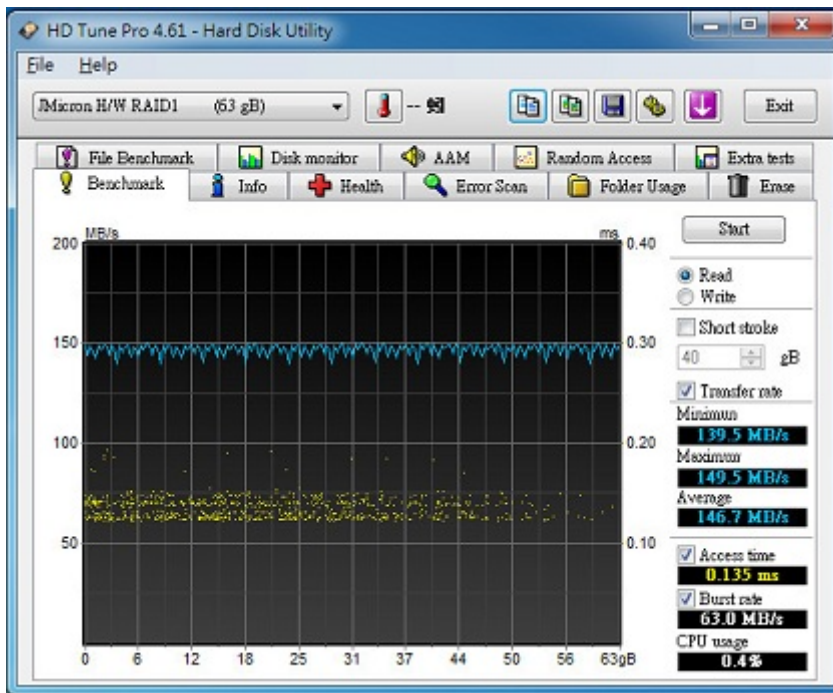 HD Tune Pro 4.61 - Hard Disk Utility
File Help
JMicron H/W RAID1 (63 gB)
--
Exit
File Benchmark Disk monitor AAM Random Access Extra tests
Benchmark Info Health Error Scan Folder Usage Erase
MB/s ms
200 0.40
150 0.30
100 0.20
50 0.10
0 6 12 18 25 31 37 44 50 56 63gB
Start
Read
Write
Short stroke
40 gB
Transfer rate
Minimum
139.5 MB/s
Maximum
149.5 MB/s
Average
146.7 MB/s
Access time
0.135 ms
Burst rate
63.0 MB/s
CPU usage
0.4%